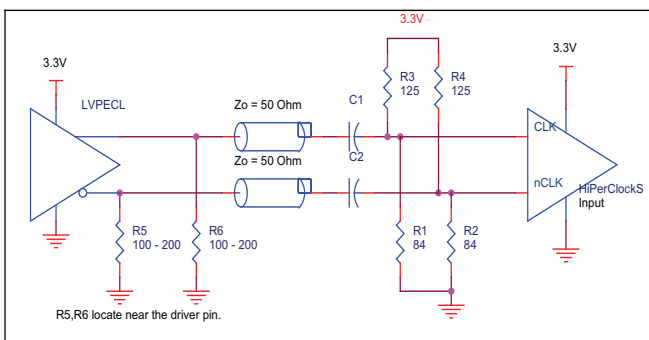 3.3V
3.3V
LVPECL
3.3V
R3
125
R4
125
Zo = 50 Ohm
C1
Zo = 50 Ohm
C2
CLK
nCLK
HiPerClockS
Input
R5
100 - 200
R6
100 - 200
R1
84
R2
84
R5,R6 locate near the driver pin.